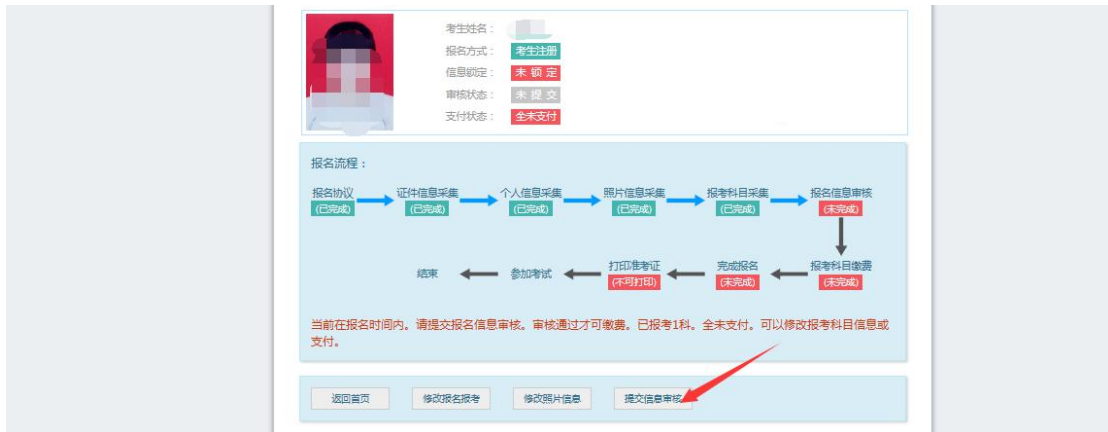 考生姓名：
报名方式： 考生注册
信息锁定： 未 锁 定
审核状态： 未 提 交
支付状态： 全未支付
报名流程：
报名协议 证件信息采集 个人信息采集 照片信息采集 报考科目采集 报名信息审核
(已完成) (已完成) (已完成) (已完成) (已完成) (未完成)
结束 参加考试 打印准考证 完成报名 报考科目缴费
(不可打印) (未完成) (未完成)
当前在报名时间内。请提交报名信息审核。审核通过才可缴费。已报考1科。全未支付。可以修改报考科目信息或
支付。
返回首页 修改报名报考 修改照片信息 提交信息审核